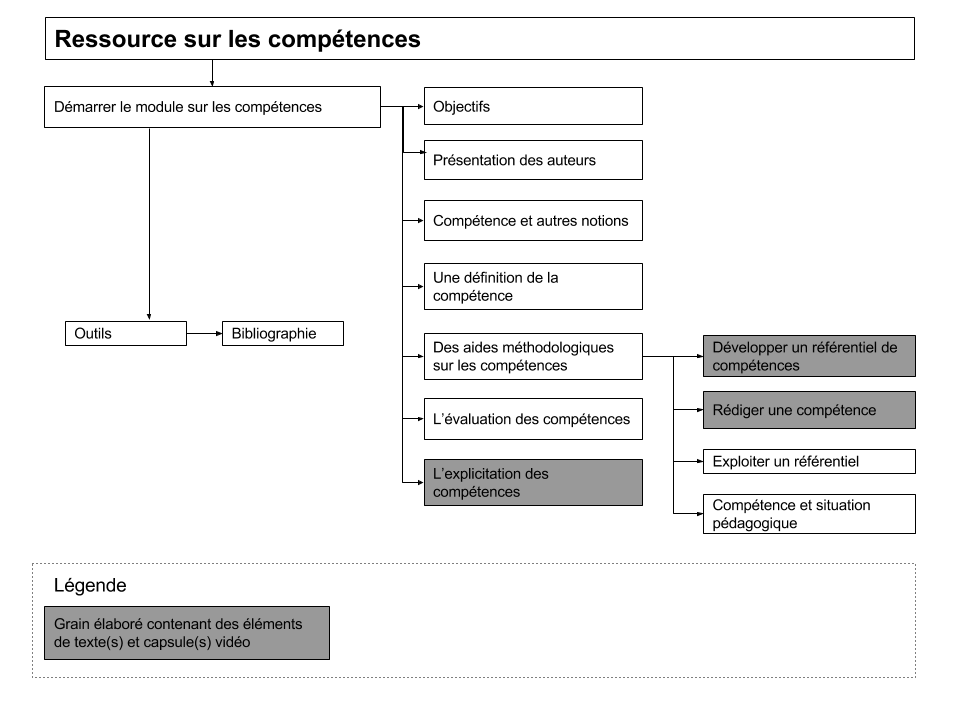 Ressource sur les compétences
Démarrer le module sur les compétences
Objectifs
Présentation des auteurs
Compétence et autres notions
Une définition de la
compétence
Outils
Bibliographie
Des aides méthodologiques
sur les compétences
Développer un référentiel de
compétences
Rédiger une compétence
L'évaluation des compétences
Exploiter un référentiel
L'explicitation des
compétences
Compétence et situation
pédagogique
Légende
Grain élaboré contenant des éléments
de texte(s) et capsule(s) vidéo